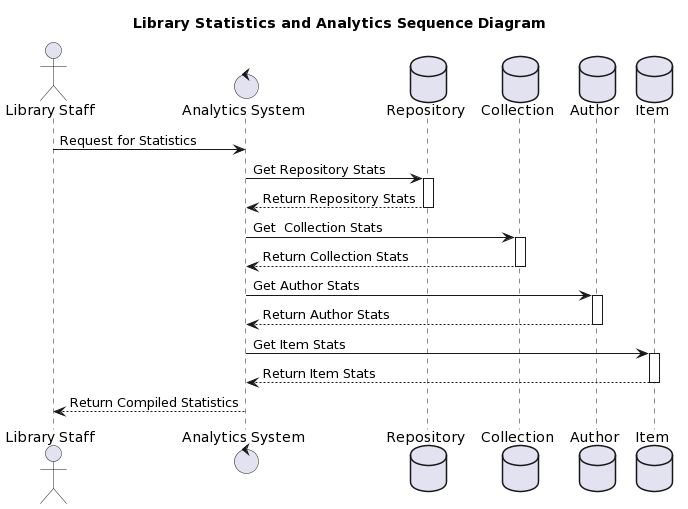 Library Statistics and Analytics Sequence Diagram
Library Staff Analytics System Repository Collection Author Item
Request for Statistics
Get Repository Stats
Return Repository Stats
Get  Collection Stats
Return Collection Stats
Get Author Stats
Return Author Stats
Get Item Stats
Return Item Stats
Return Compiled Statistics
Library Staff Analytics System Repository Collection Author Item